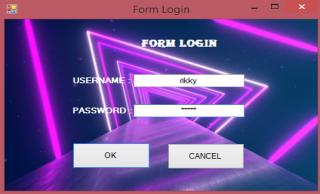 Form Login
FORM LOGIN
USERNAME : rikky
PASSWORD : *****
OK CANCEL